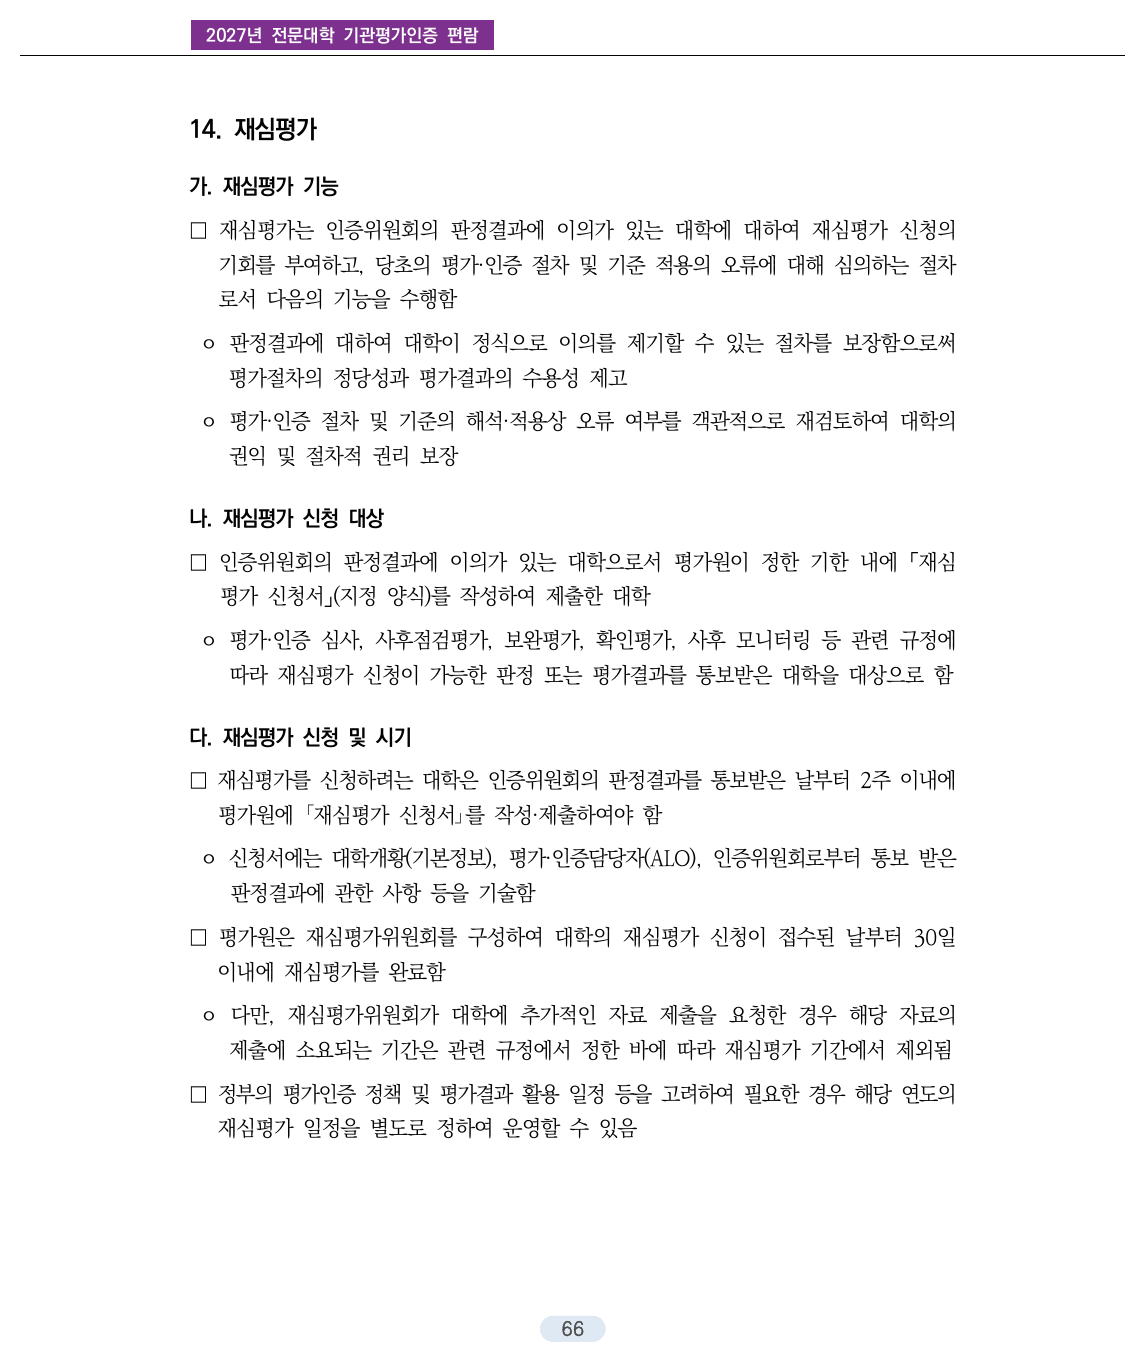 2027년 전문대학 기관평가인증 편람
14. 재심평가
가. 재심평가 기능
□ 재심평가는 인증위원회의 판정결과에 이의가 있는 대학에 대하여 재심평가 신청의
기회를 부여하고, 당초의 평가·인증 절차 및 기준 적용의 오류에 대해 심의하는 절차
로서 다음의 기능을 수행함
ㅇ 판정결과에 대하여 대학이 정식으로 이의를 제기할 수 있는 절차를 보장함으로써
평가절차의 정당성과 평가결과의 수용성 제고
ㅇ 평가·인증 절차 및 기준의 해석·적용상 오류 여부를 객관적으로 재검토하여 대학의
권익 및 절차적 권리 보장
나. 재심평가 신청 대상
□ 인증위원회의 판정결과에 이의가 있는 대학으로서 평가원이 정한 기한 내에 「재심
평가 신청서」(지정 양식)를 작성하여 제출한 대학
ㅇ 평가·인증 심사, 사후점검평가, 보완평가, 확인평가, 사후 모니터링 등 관련 규정에
따라 재심평가 신청이 가능한 판정 또는 평가결과를 통보받은 대학을 대상으로 함
다. 재심평가 신청 및 시기
□ 재심평가를 신청하려는 대학은 인증위원회의 판정결과를 통보받은 날부터 2주 이내에
평가원에 「재심평가 신청서」를 작성·제출하여야 함
ㅇ 신청서에는 대학개황(기본정보), 평가·인증담당자(ALO), 인증위원회로부터 통보 받은
판정결과에 관한 사항 등을 기술함
□ 평가원은 재심평가위원회를 구성하여 대학의 재심평가 신청이 접수된 날부터 30일
이내에 재심평가를 완료함
ㅇ 다만, 재심평가위원회가 대학에 추가적인 자료 제출을 요청한 경우 해당 자료의
제출에 소요되는 기간은 관련 규정에서 정한 바에 따라 재심평가 기간에서 제외됨
□ 정부의 평가인증 정책 및 평가결과 활용 일정 등을 고려하여 필요한 경우 해당 연도의
재심평가 일정을 별도로 정하여 운영할 수 있음
66